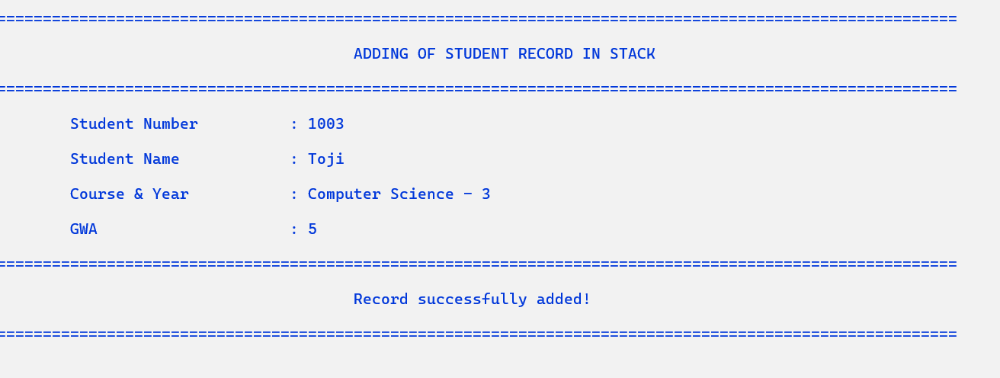 =========================================================================================================
ADDING OF STUDENT RECORD IN STACK
=========================================================================================================
Student Number : 1003
Student Name : Toji
Course & Year : Computer Science - 3
GWA : 5
=========================================================================================================
Record successfully added!
=========================================================================================================